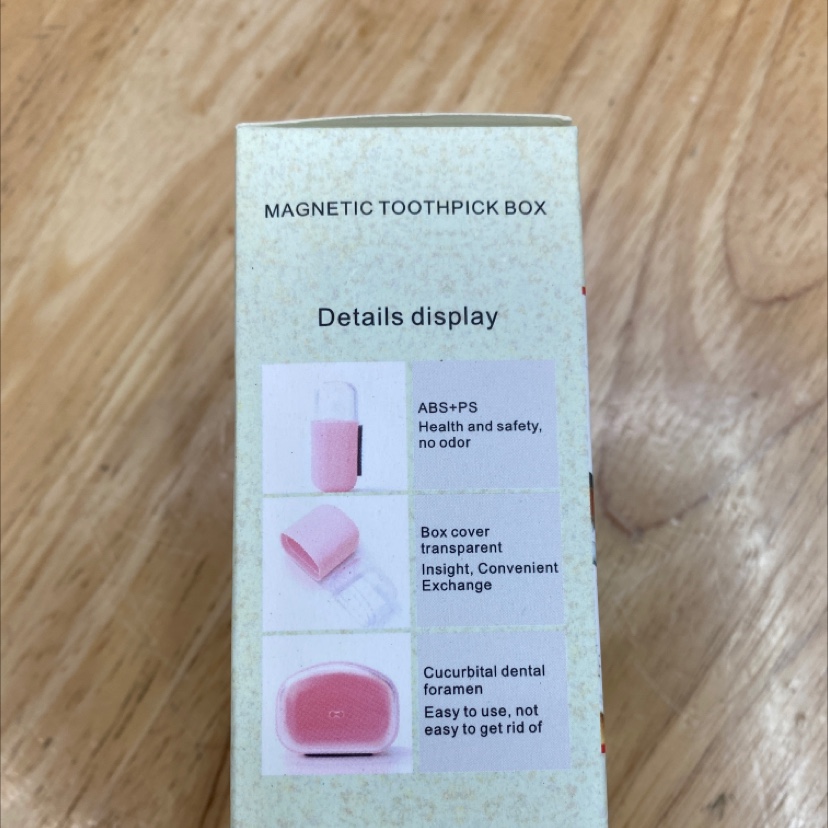 MAGNETIC TOOTHPICK BOX
Details display
ABS+PS
Health and safety,
no odor
Box cover
transparent
Insight, Convenient
Exchange
Cucurbital dental
foramen
Easy to use, not
easy to get rid of